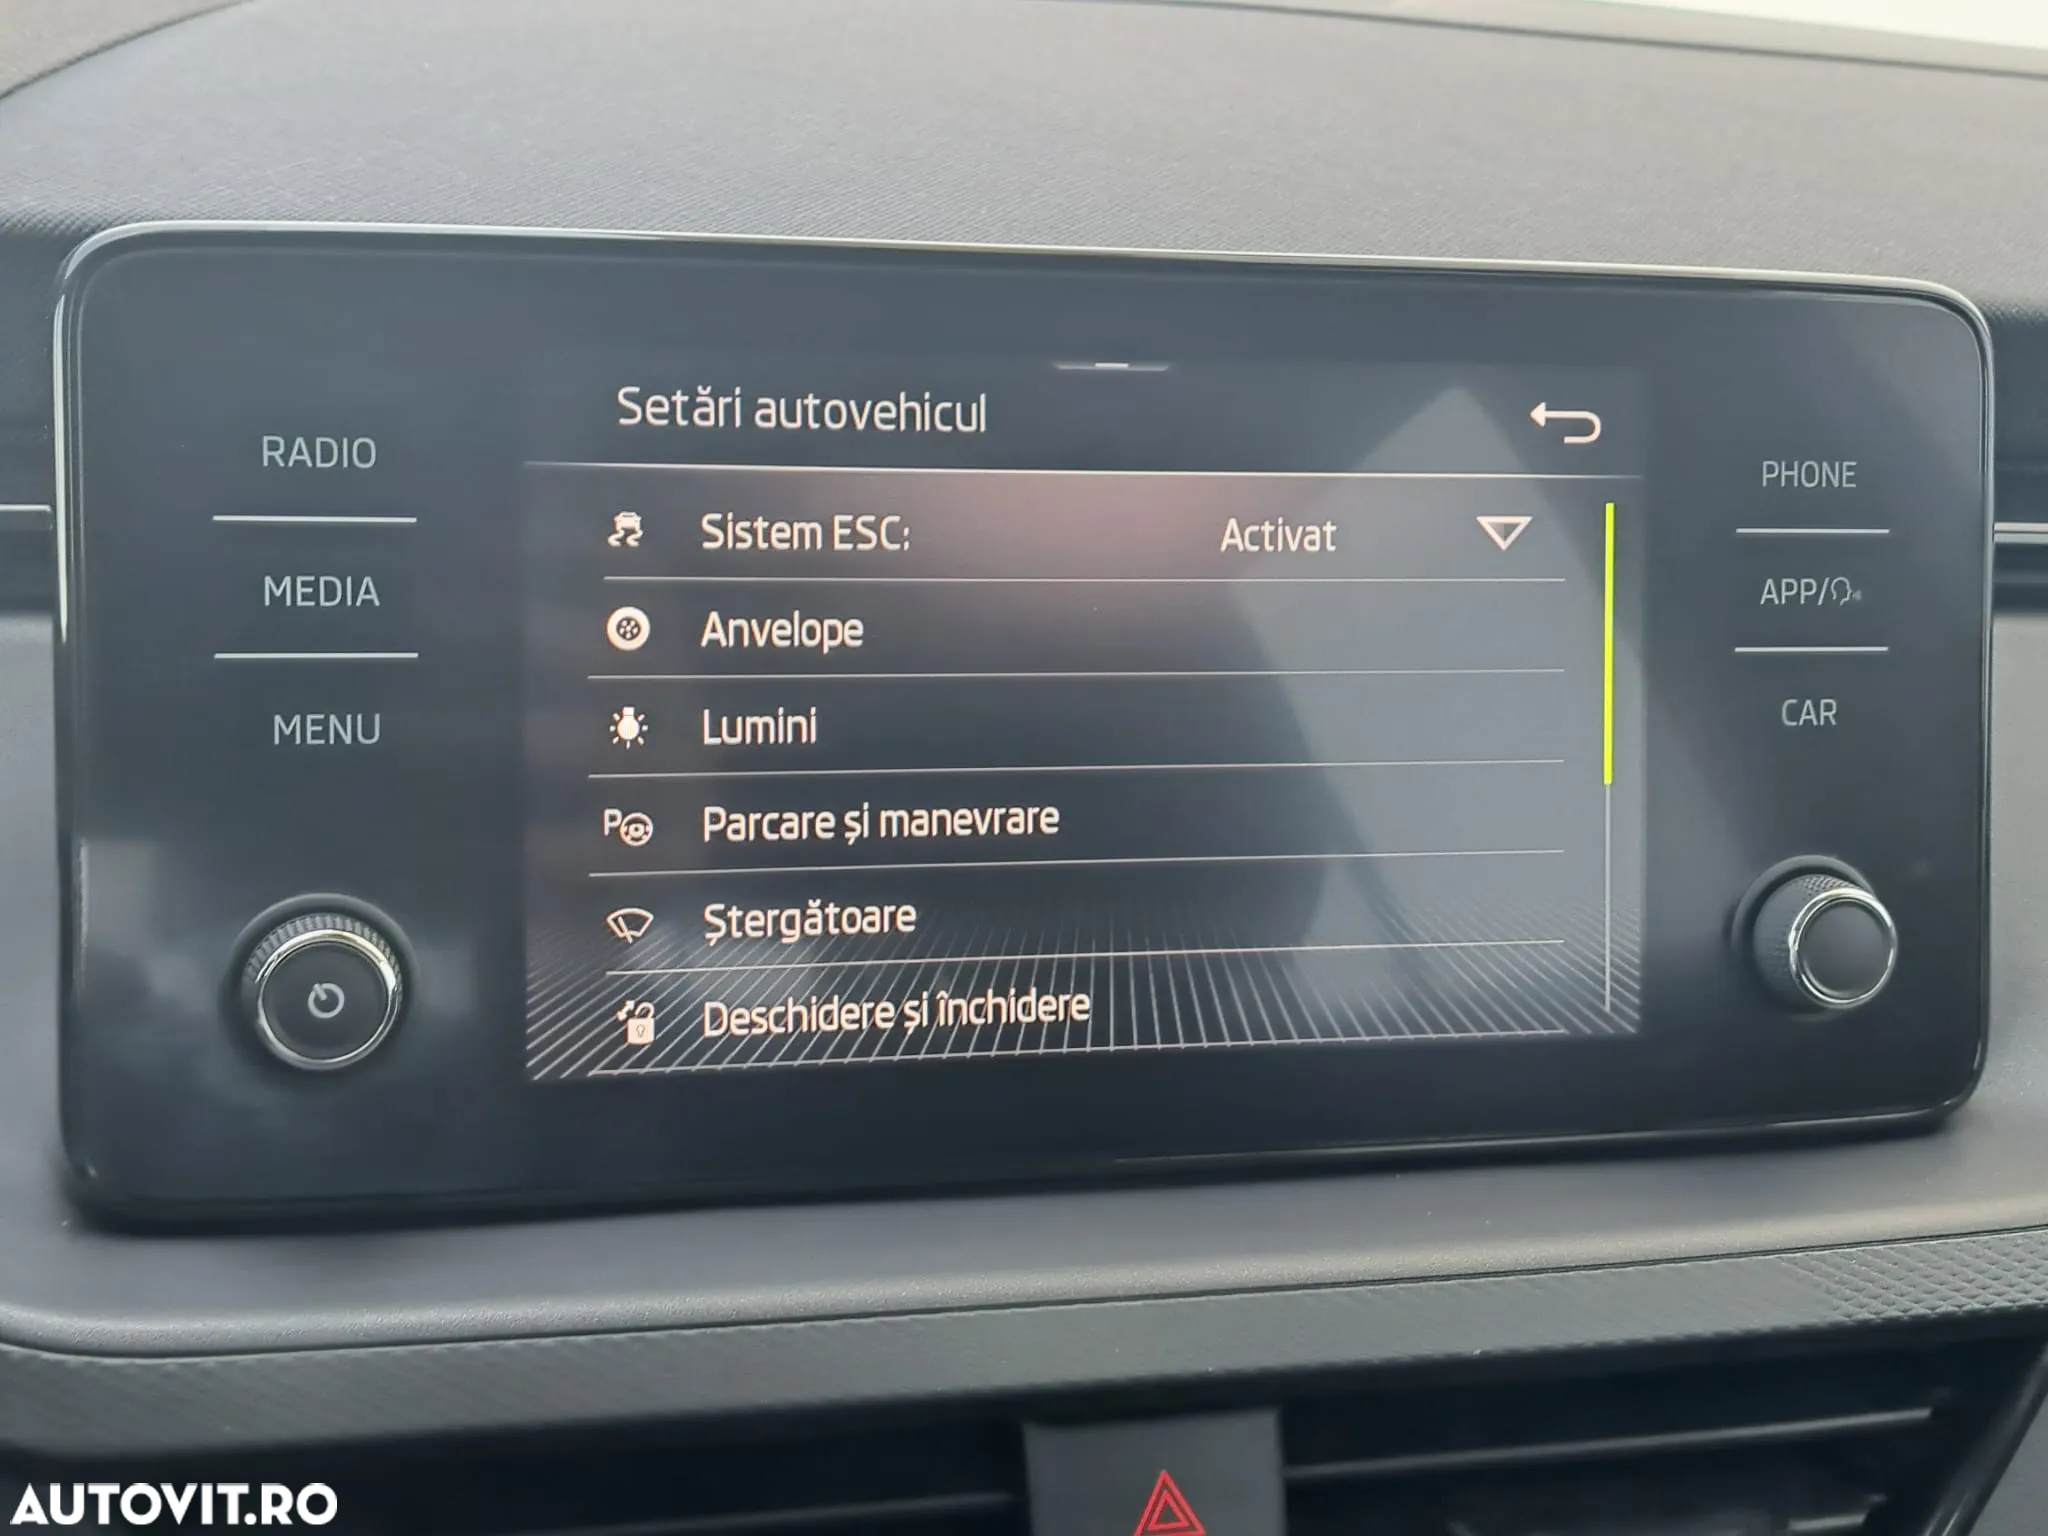 Setări autovehicul
RADIO
MEDIA
MENU
Sistem ESC: Activat
Anvelope
Lumini
Parcare și manevrare
Ștergătoare
Deschidere și închidere
PHONE
APP/
CAR
P
AUTOVIT.RO